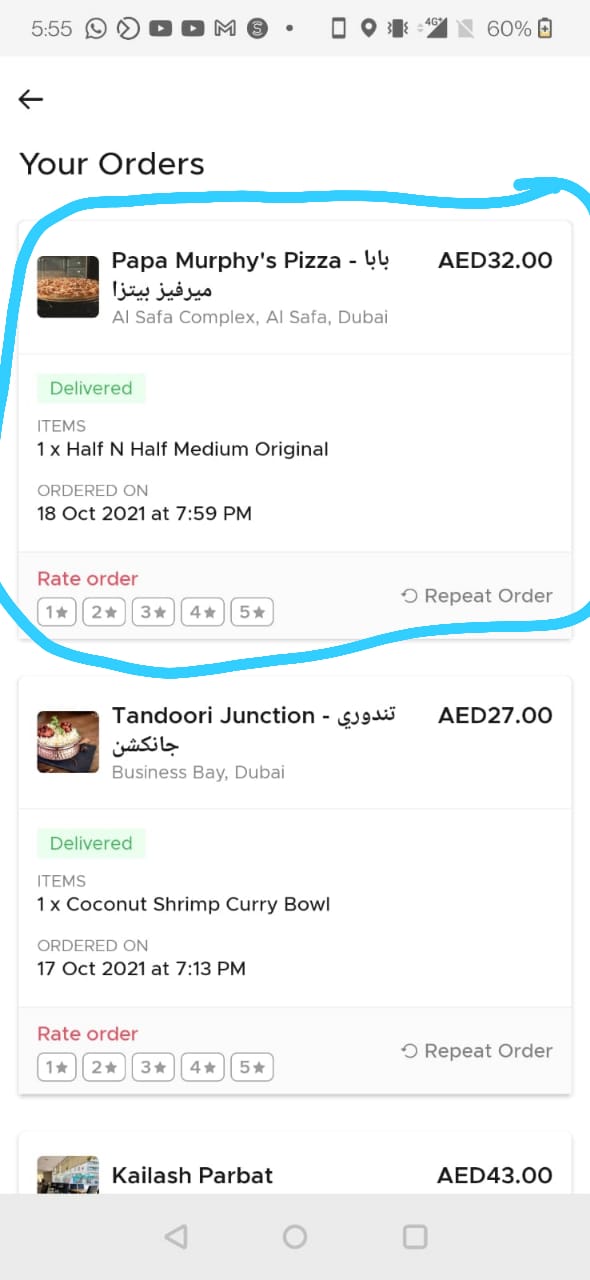 5:55 4G+ 60%
Your Orders
Papa Murphy's Pizza - بابا AED32.00
ميرفيز بيتزا
Al Safa Complex, Al Safa, Dubai
Delivered
ITEMS
1 x Half N Half Medium Original
ORDERED ON
18 Oct 2021 at 7:59 PM
Rate order
1★ 2★ 3★ 4★ 5★ Repeat Order
Tandoori Junction - تندوري AED27.00
جانكشن
Business Bay, Dubai
Delivered
ITEMS
1 x Coconut Shrimp Curry Bowl
ORDERED ON
17 Oct 2021 at 7:13 PM
Rate order
1★ 2★ 3★ 4★ 5★ Repeat Order
Kailash Parbat AED43.00